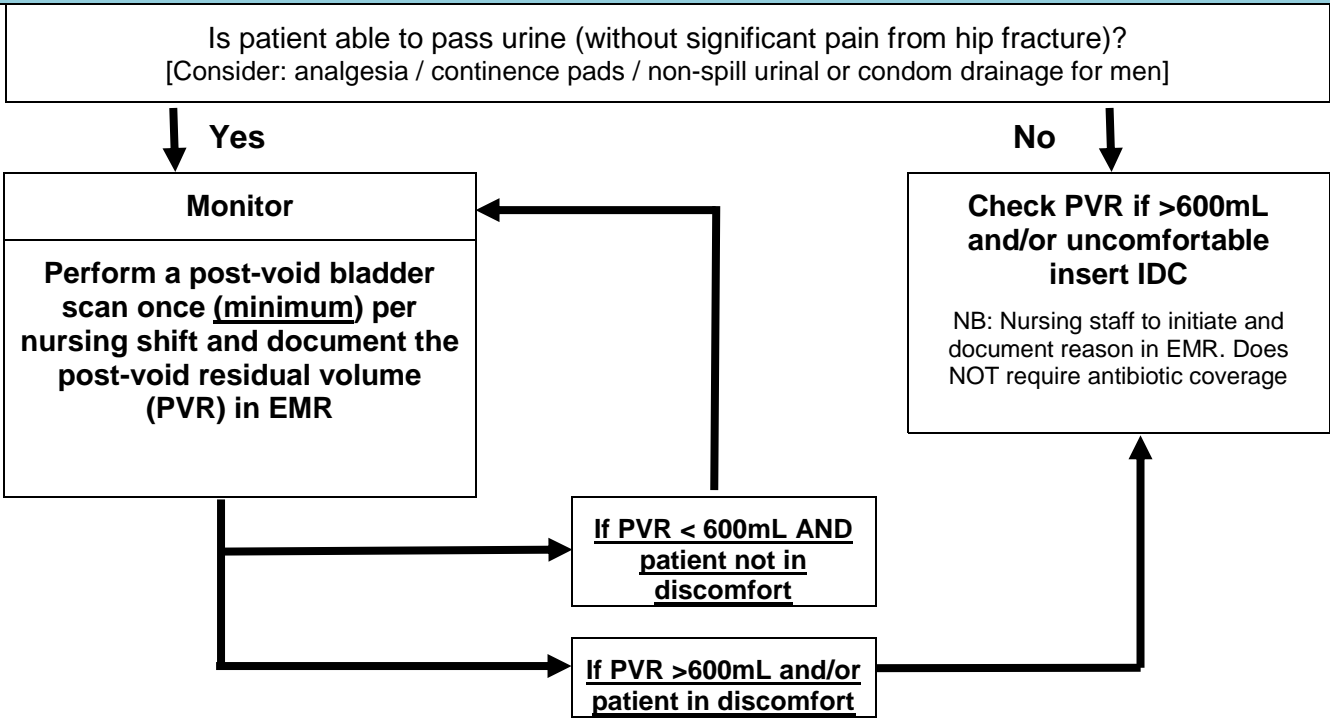 Is patient able to pass urine (without significant pain from hip fracture)?
[Consider: analgesia / continence pads / non-spill urinal or condom drainage for men]
Yes
No
Monitor
Perform a post-void bladder
scan once (minimum) per
nursing shift and document the
post-void residual volume
(PVR) in EMR
Check PVR if >600mL
and/or uncomfortable
insert IDC
NB: Nursing staff to initiate and
document reason in EMR. Does
NOT require antibiotic coverage
If PVR < 600mL AND
patient not in
discomfort
If PVR >600mL and/or
patient in discomfort